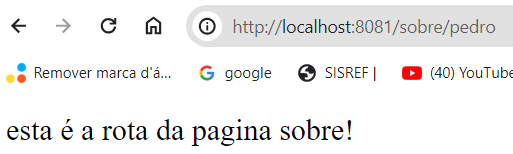 http://localhost:8081/sobre/pedro
Remover marca d'á... google SISREF | (40) YouTube
esta é a rota da pagina sobre!